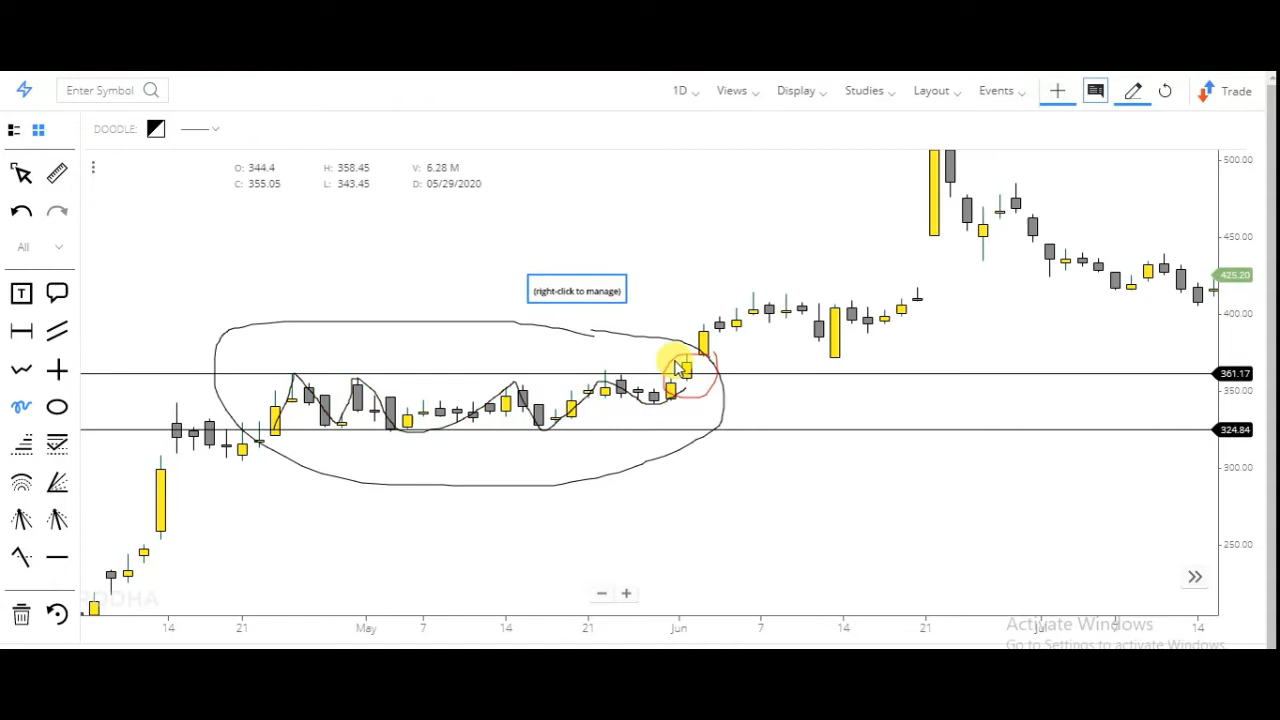 Enter Symbol
1D Views Display Studies Layout Events Trade
DOODLE:
O: 344.4 H: 358.45 V: 6.28 M
C: 355.05 L: 343.45 D: 05/29/2020
All
T
(right-click to manage)
500.00
450.00
425.20
400.00
361.17
350.00
324.84
300.00
250.00
14 21 May 7 14 21 Jun 7 14 21 Jul 7 14
Activate Windows
Go to Settings to activate Windows.